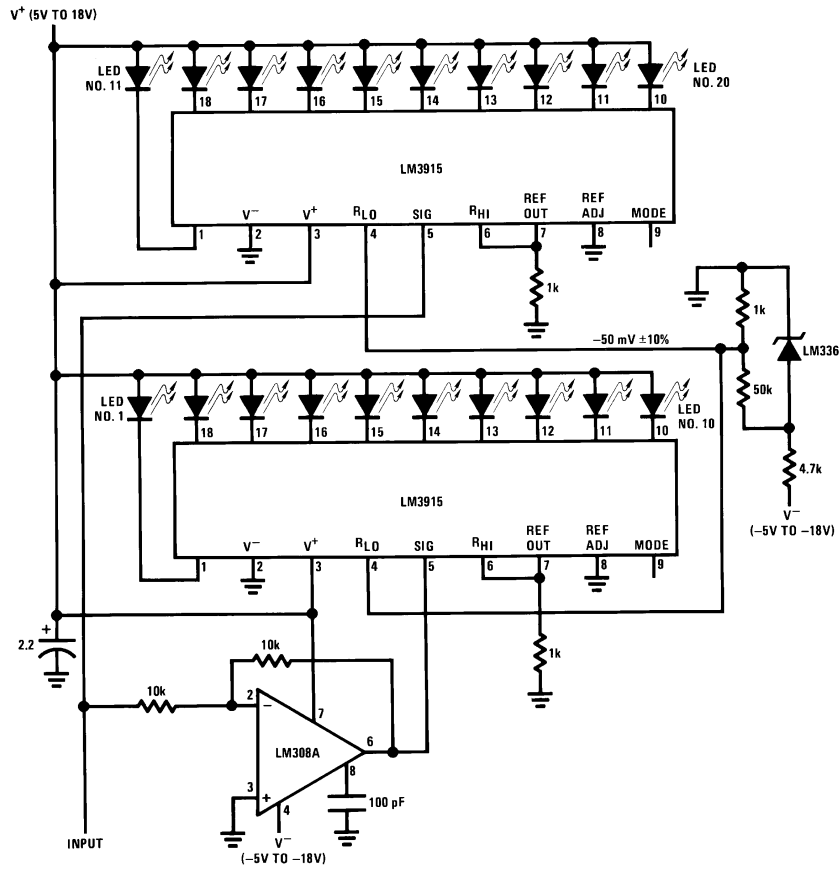 V+ (5V TO 18V)
LED NO. 11
18 17 16 15 14 13 12 11 10
LED NO. 20
LM3915
V− V+ RLO SIG RHI REF OUT REF ADJ MODE
1 2 3 4 5 6 7 8 9
1k
1k
−50 mV ±10%
LM336
50k
LED NO. 1
18 17 16 15 14 13 12 11 10
LED NO. 10
4.7k
V−
(−5V TO −18V)
LM3915
V− V+ RLO SIG RHI REF OUT REF ADJ MODE
1 2 3 4 5 6 7 8 9
+
2.2
10k
1k
10k
2
−
7
LM308A
6
8
3
+
4
100 pF
V−
(−5V TO −18V)
INPUT